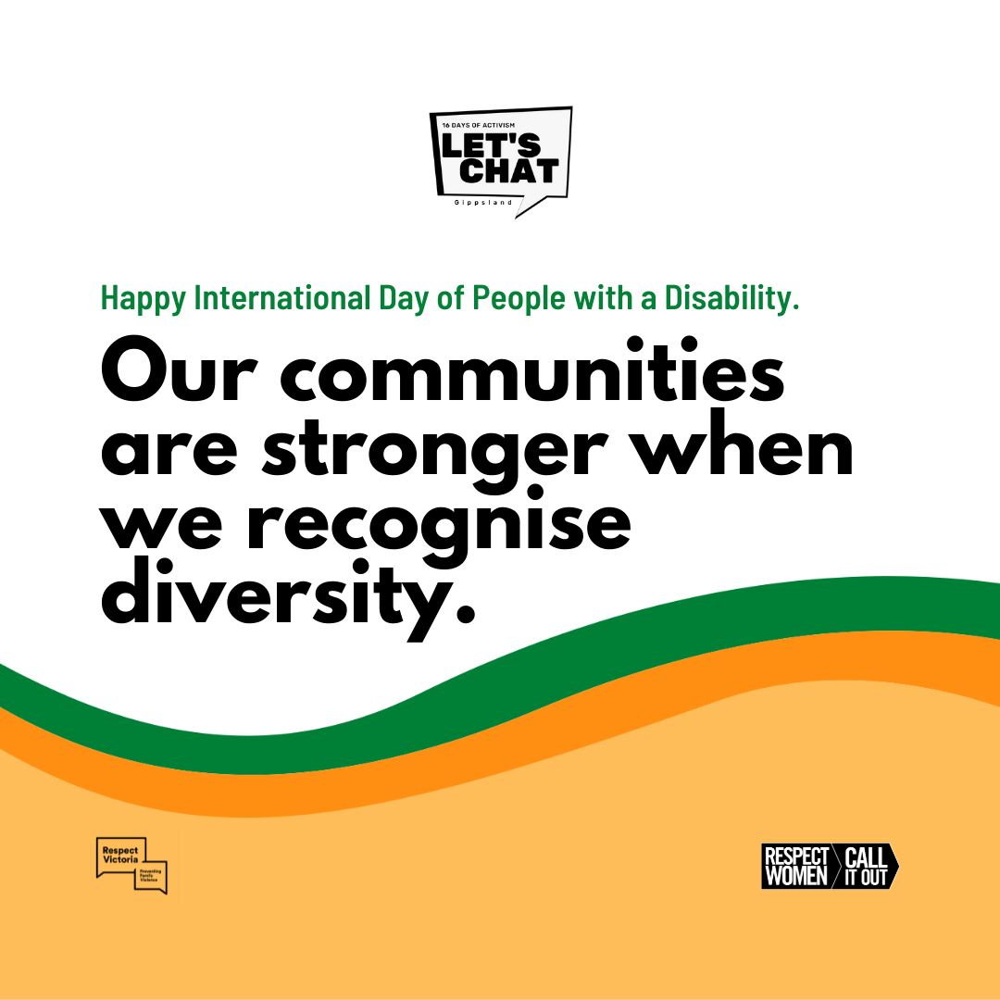 16 DAYS OF ACTIVISM
LET'S
CHAT
Gippsland
Happy International Day of People with a Disability.
Our communities
are stronger when
we recognise
diversity.
Respect
Victoria
Preventing
Family
Violence
RESPECT
WOMEN
CALL
IT OUT